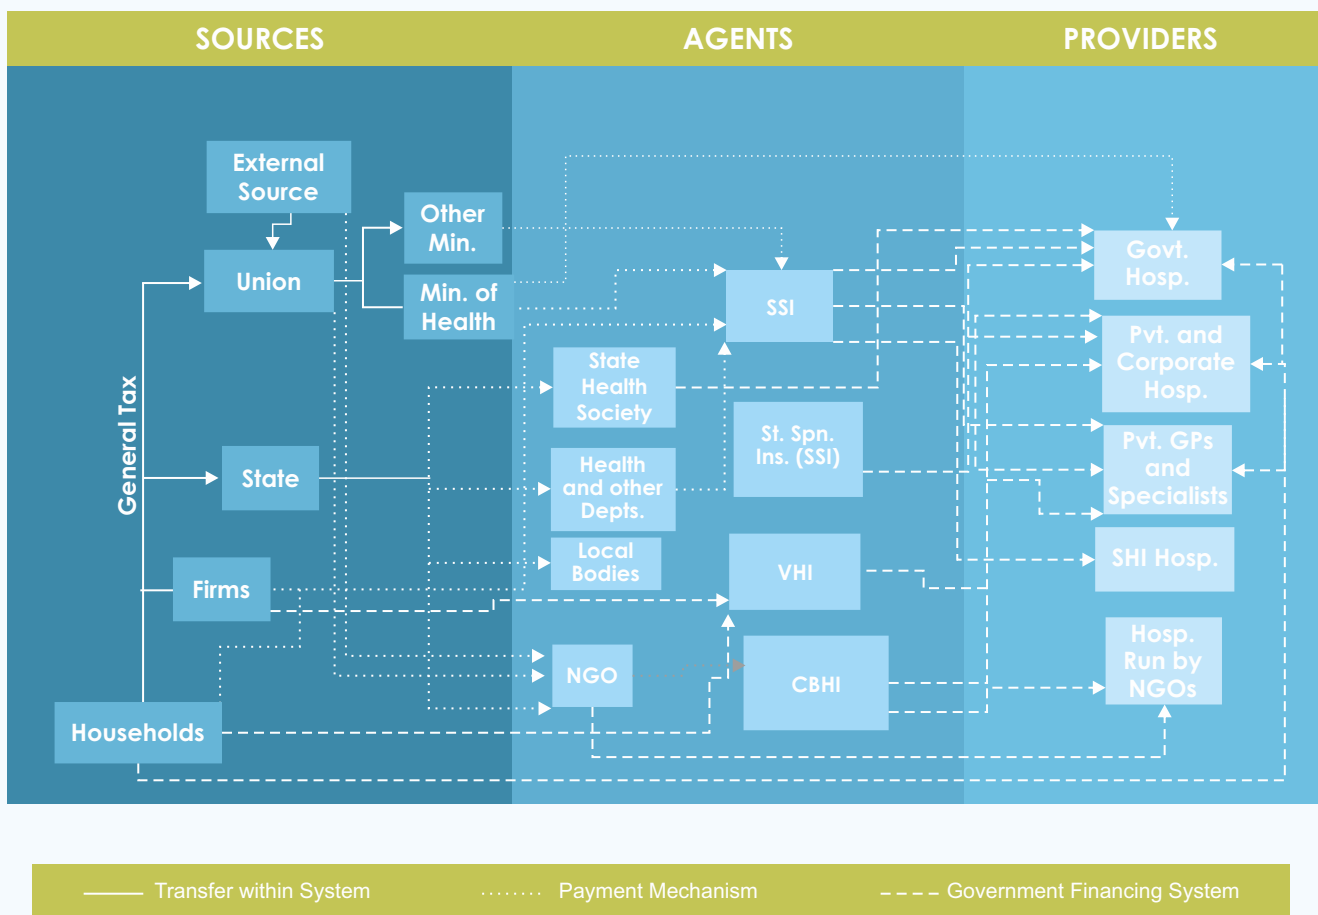 SOURCES
AGENTS
PROVIDERS
External
Source
Other
Min.
Union
Min. of
Health
General Tax
State
Firms
Households
SSI
State
Health
Society
St. Spn.
Ins. (SSI)
Health
and other
Depts.
Local
Bodies
VHI
NGO
CBHI
Govt.
Hosp.
Pvt. and
Corporate
Hosp.
Pvt. GPs
and
Specialists
SHI Hosp.
Hosp.
Run by
NGOs
Transfer within System
Payment Mechanism
Government Financing System